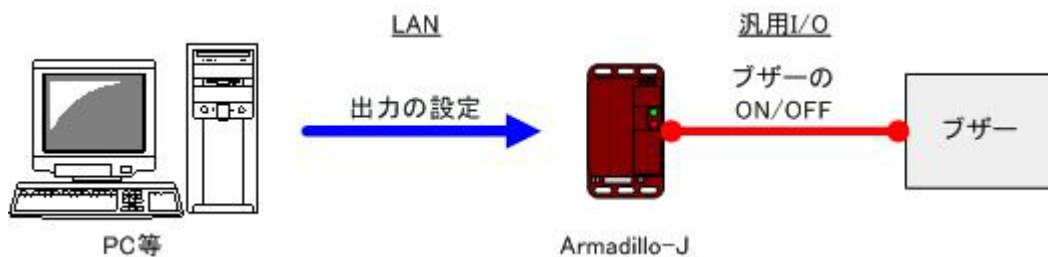 LAN
汎用I/O
出力の設定
ブザーの
ON/OFF
ブザー
PC等
Armadillo-J